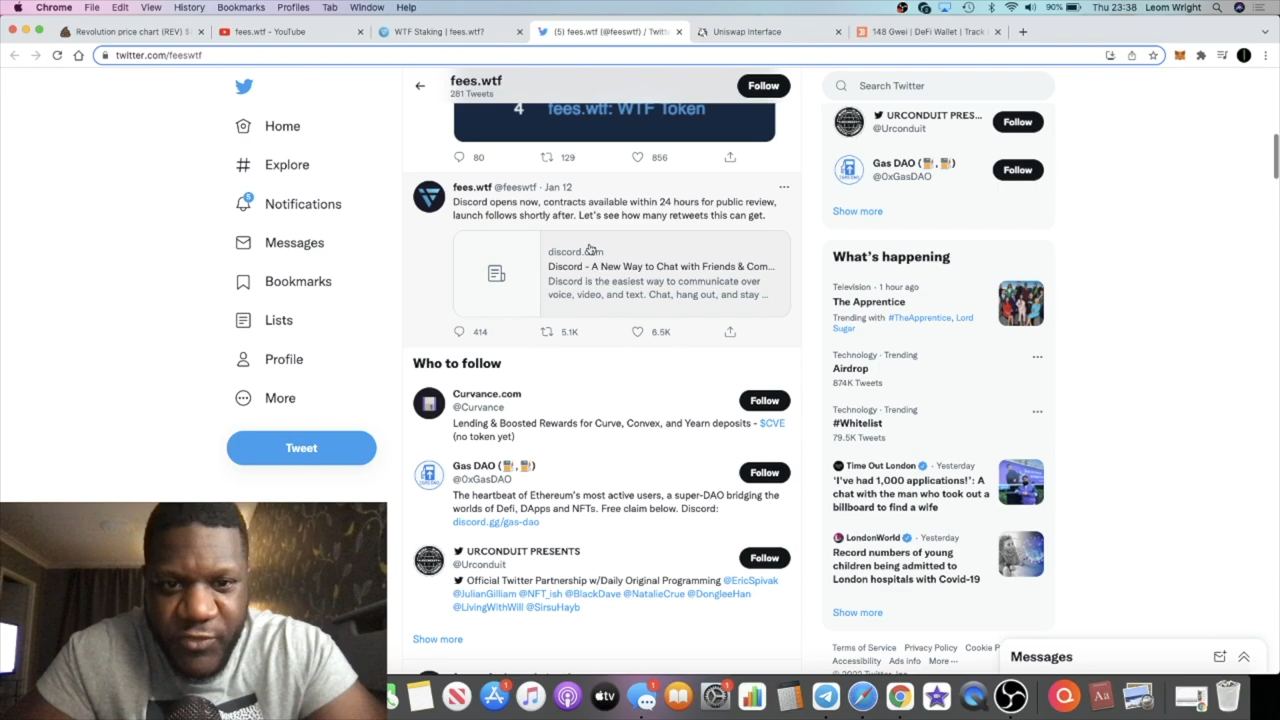 Chrome File Edit View History Bookmarks Profiles Tab Window Help
90% Thu 23:38 Leom Wright
Revolution price chart (REV)
fees.wtf - YouTube
WTF Staking | fees.wtf?
(5) fees.wtf (@feeswtf) / Twitt
Uniswap Interface
148 Gwei | DeFi Wallet | Track
twitter.com/feeswtf
Home
Explore
5
Notifications
Messages
Bookmarks
Lists
Profile
More
Tweet
fees.wtf
281 Tweets
Follow
4 fees.wtf: WTF Token
80 129 856
fees.wtf @feeswtf · Jan 12
Discord opens now, contracts available within 24 hours for public review,
launch follows shortly after. Let's see how many retweets this can get.
discord.com
Discord - A New Way to Chat with Friends & Com...
Discord is the easiest way to communicate over
voice, video, and text. Chat, hang out, and stay ...
414 5.1K 6.5K
Who to follow
Curvance.com
@Curvance
Follow
Lending & Boosted Rewards for Curve, Convex, and Yearn deposits - $CVE
(no token yet)
Gas DAO (⛽,⛽)
@0xGasDAO
Follow
The heartbeat of Ethereum's most active users, a super-DAO bridging the
worlds of Defi, DApps and NFTs. Free claim below. Discord:
discord.gg/gas-dao
URCONDUIT PRESENTS
@Urconduit
Follow
Official Twitter Partnership w/Daily Original Programming @EricSpivak
@JulianGilliam @NFT_ish @BlackDave @NatalieCrue @DongleeHan
@LivingWithWill @SirsuHayb
Show more
Search Twitter
URCONDUIT PRES...
@Urconduit
Follow
Gas DAO (⛽,⛽)
@0xGasDAO
Follow
Show more
What's happening
Television · 1 hour ago
The Apprentice
Trending with #TheApprentice, Lord
Sugar
Technology · Trending
Airdrop
874K Tweets
Technology · Trending
#Whitelist
79.5K Tweets
Time Out London · Yesterday
'I've had 1,000 applications!': A
chat with the man who took out a
billboard to find a wife
LondonWorld · Yesterday
Record numbers of young
children being admitted to
London hospitals with Covid-19
Show more
Terms of Service Privacy Policy Cookie P
Accessibility Ads info More ···
Messages
tv